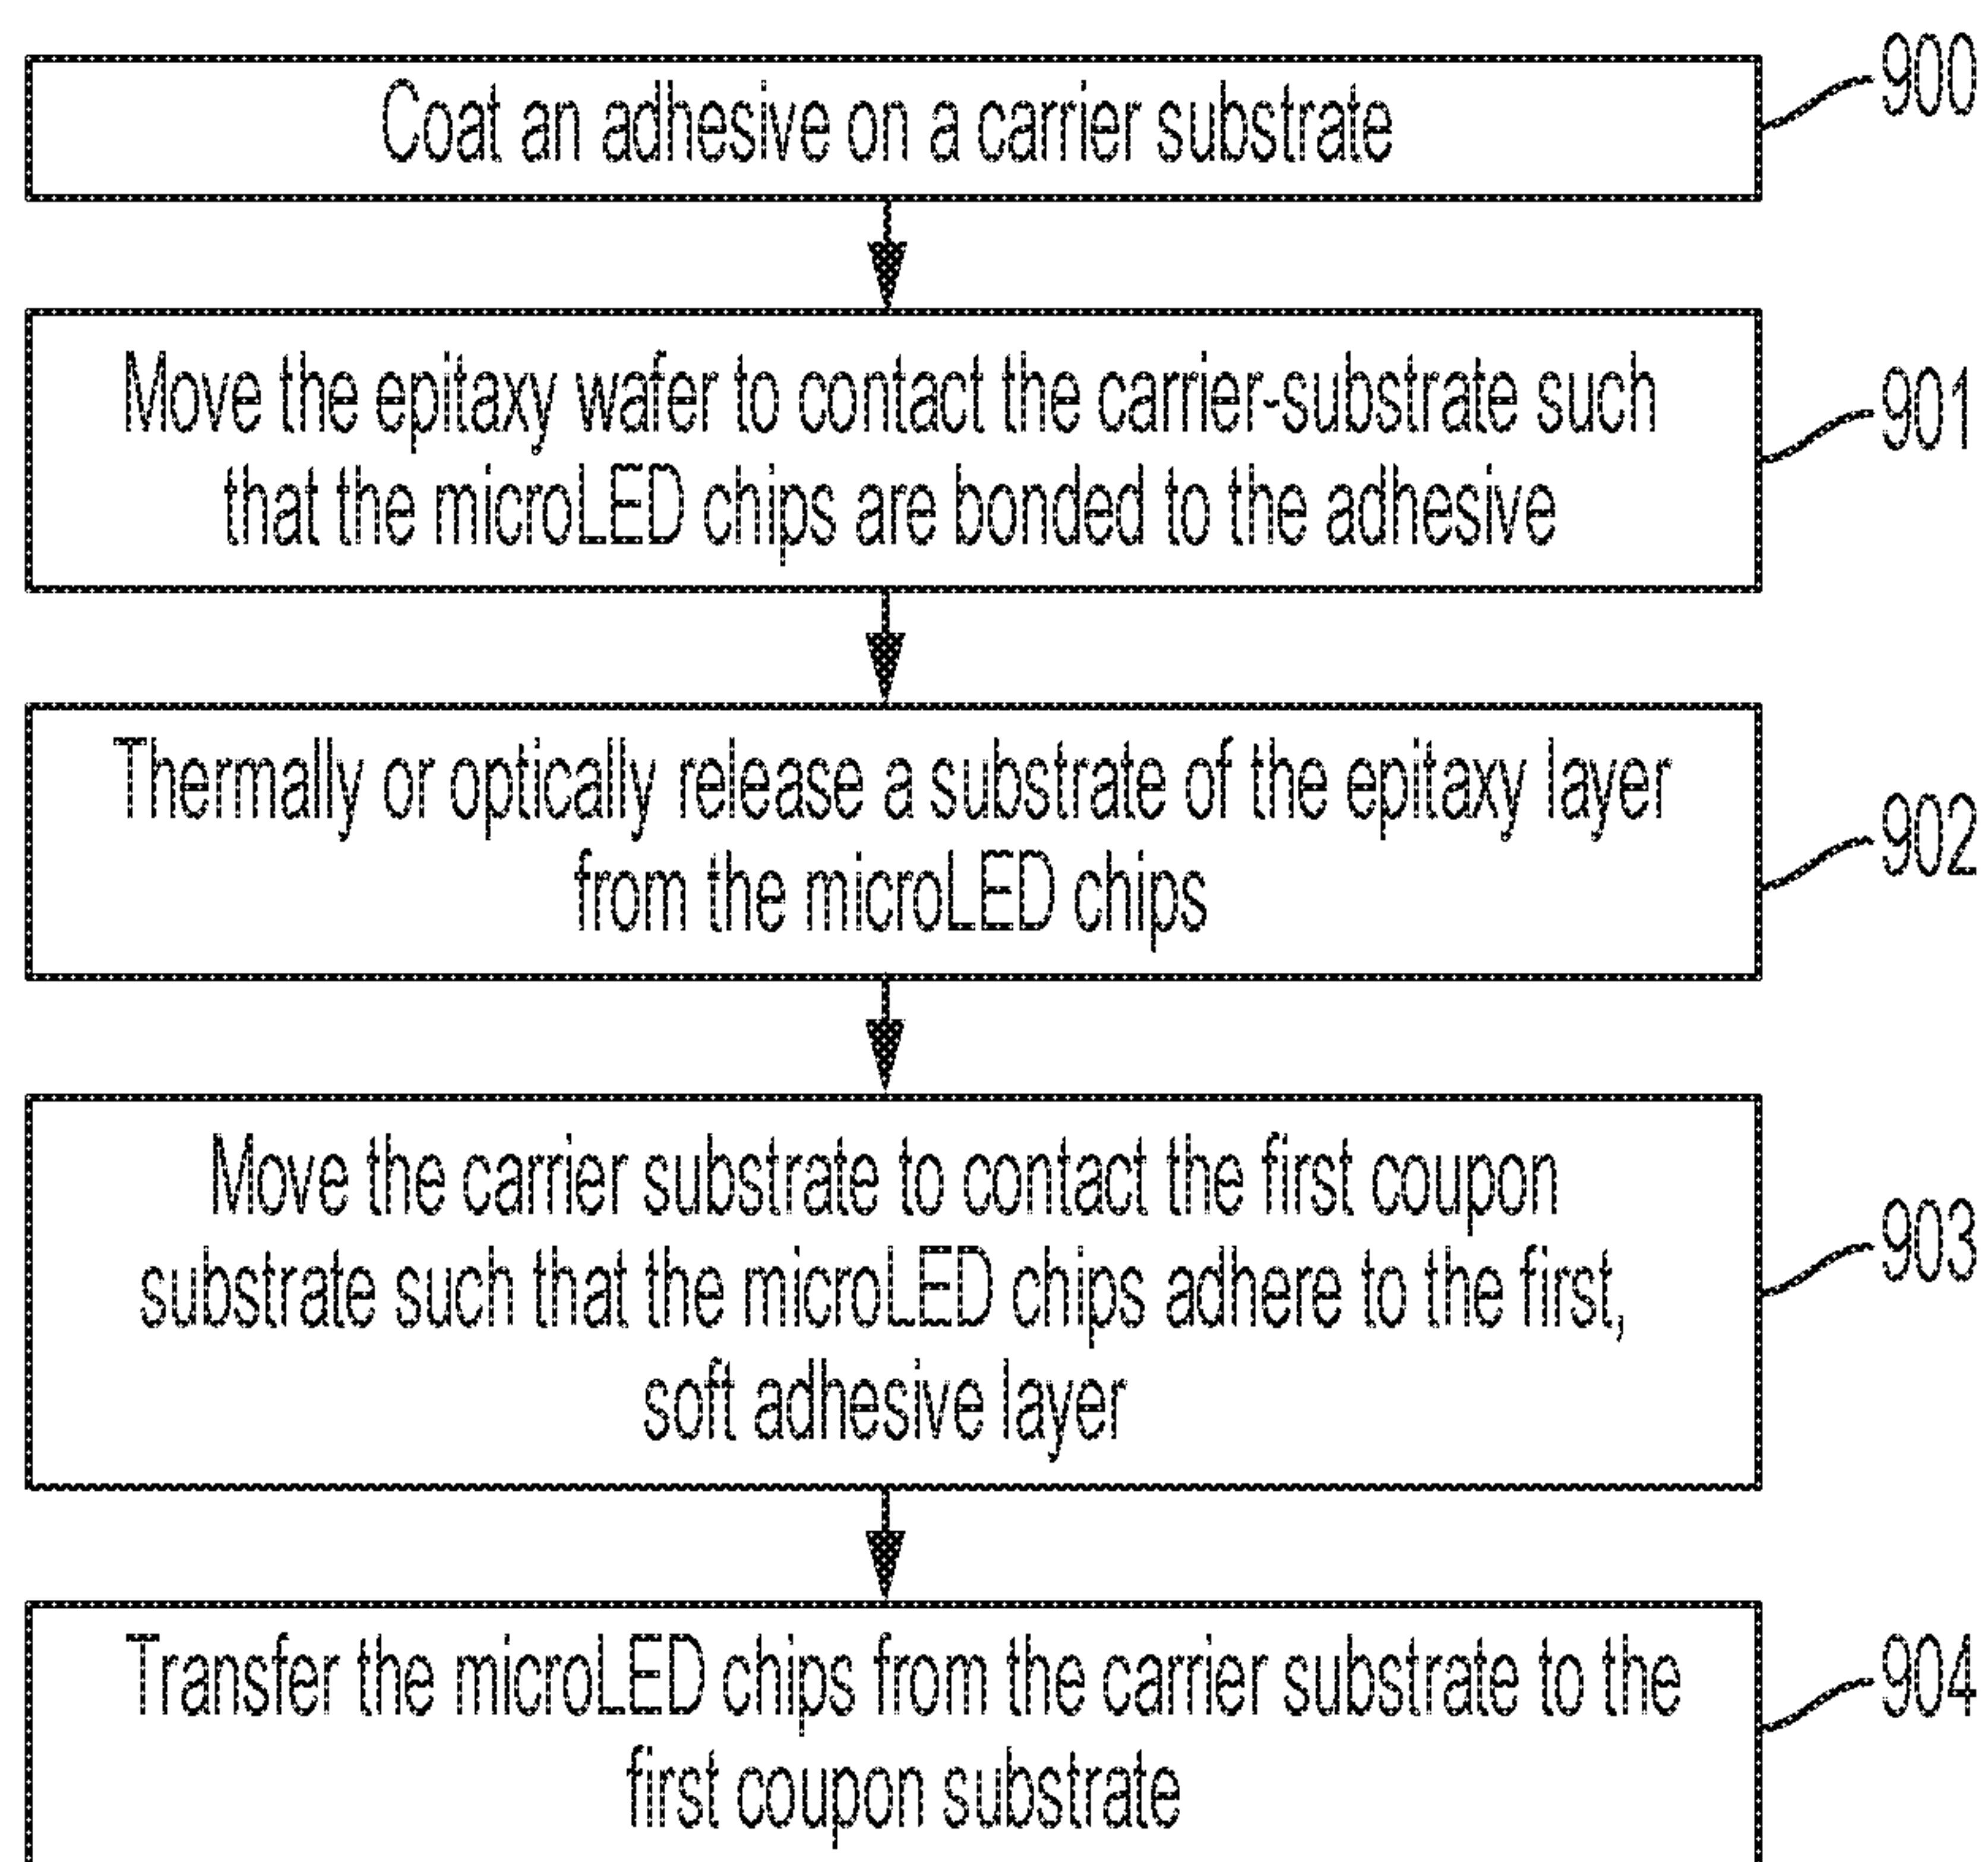 Coat an adhesive on a carrier substrate
900
Move the epitaxy wafer to contact the carrier-substrate such
that the microLED chips are bonded to the adhesive
901
Thermally or optically release a substrate of the epitaxy layer
from the microLED chips
902
Move the carrier substrate to contact the first coupon
substrate such that the microLED chips adhere to the first,
soft adhesive layer
903
Transfer the microLED chips from the carrier substrate to the
first coupon substrate
904